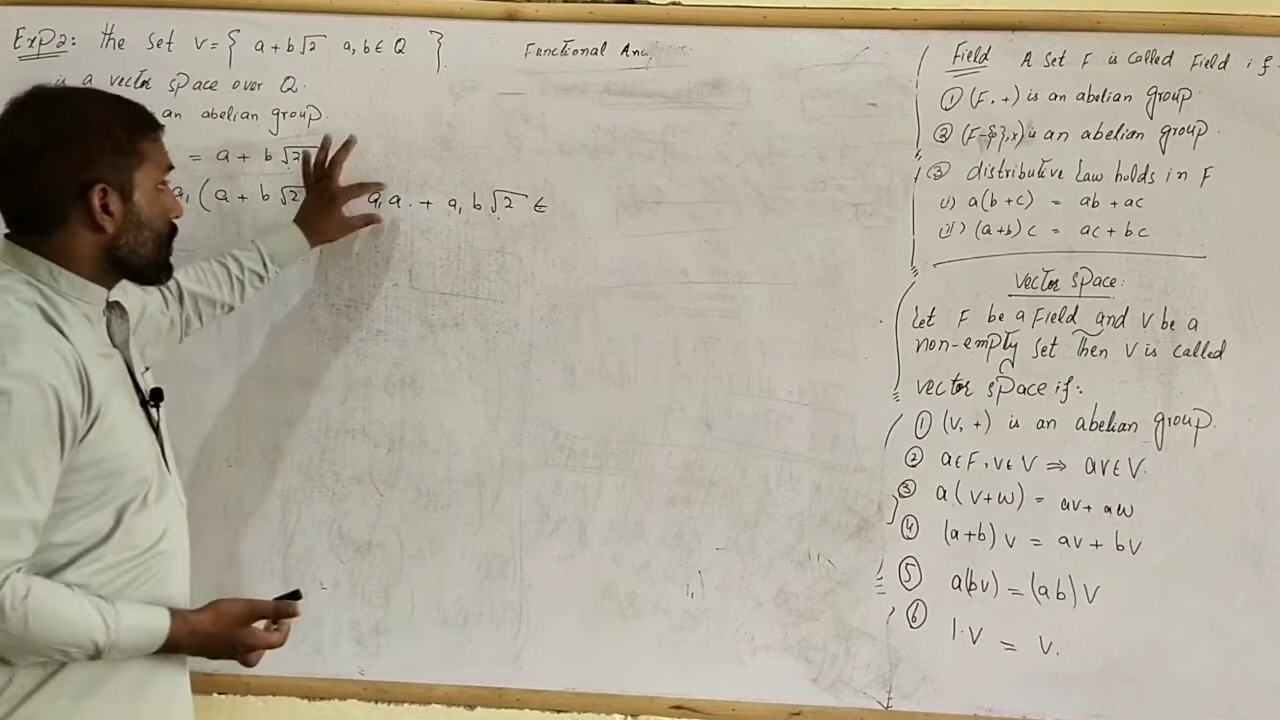 Exp2: the set V = { a + b√2 a, b ∈ Q }.
is a vector space over Q.
an abelian group.
= a + b√2
a₁ ( a + b√2 a₁a. + a₁b√2 ∈
Functional
Field A set F is called Field if
① (F, +) is an abelian group.
② (F-{ }, x) is an abelian group.
③ distributive Law holds in F
i) a(b+c) = ab + ac
ii) (a+b)c = ac + bc
Vector space:
Let F be a Field and V be a
non-empty set then V is called
vector space if:
① (V, +) is an abelian group.
② a∈F, v∈V ⇒ av∈V.
③ a(v+w) = av + aw
④ (a+b)v = av + bv
⑤ a(bv) = (ab)v
⑥ 1.v = v.